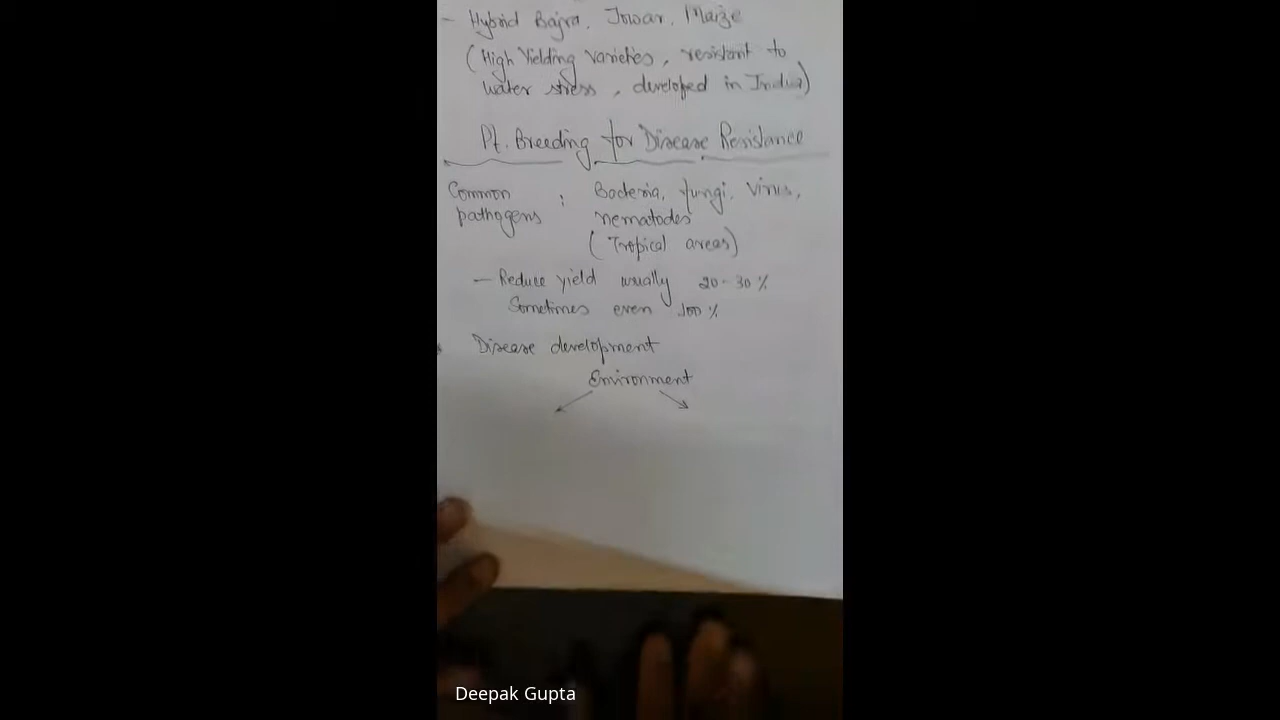 - Hybrid Bajra, Jowar, Maize
(High Yielding varieties, resistant to
water stress, developed in India)
Pt. Breeding for Disease Resistance
Common pathogens : Bacteria, fungi, virus,
nematodes
(Tropical areas)
- Reduce yield usually 20-30%
Sometimes even 100%
Disease development
Environment
Deepak Gupta